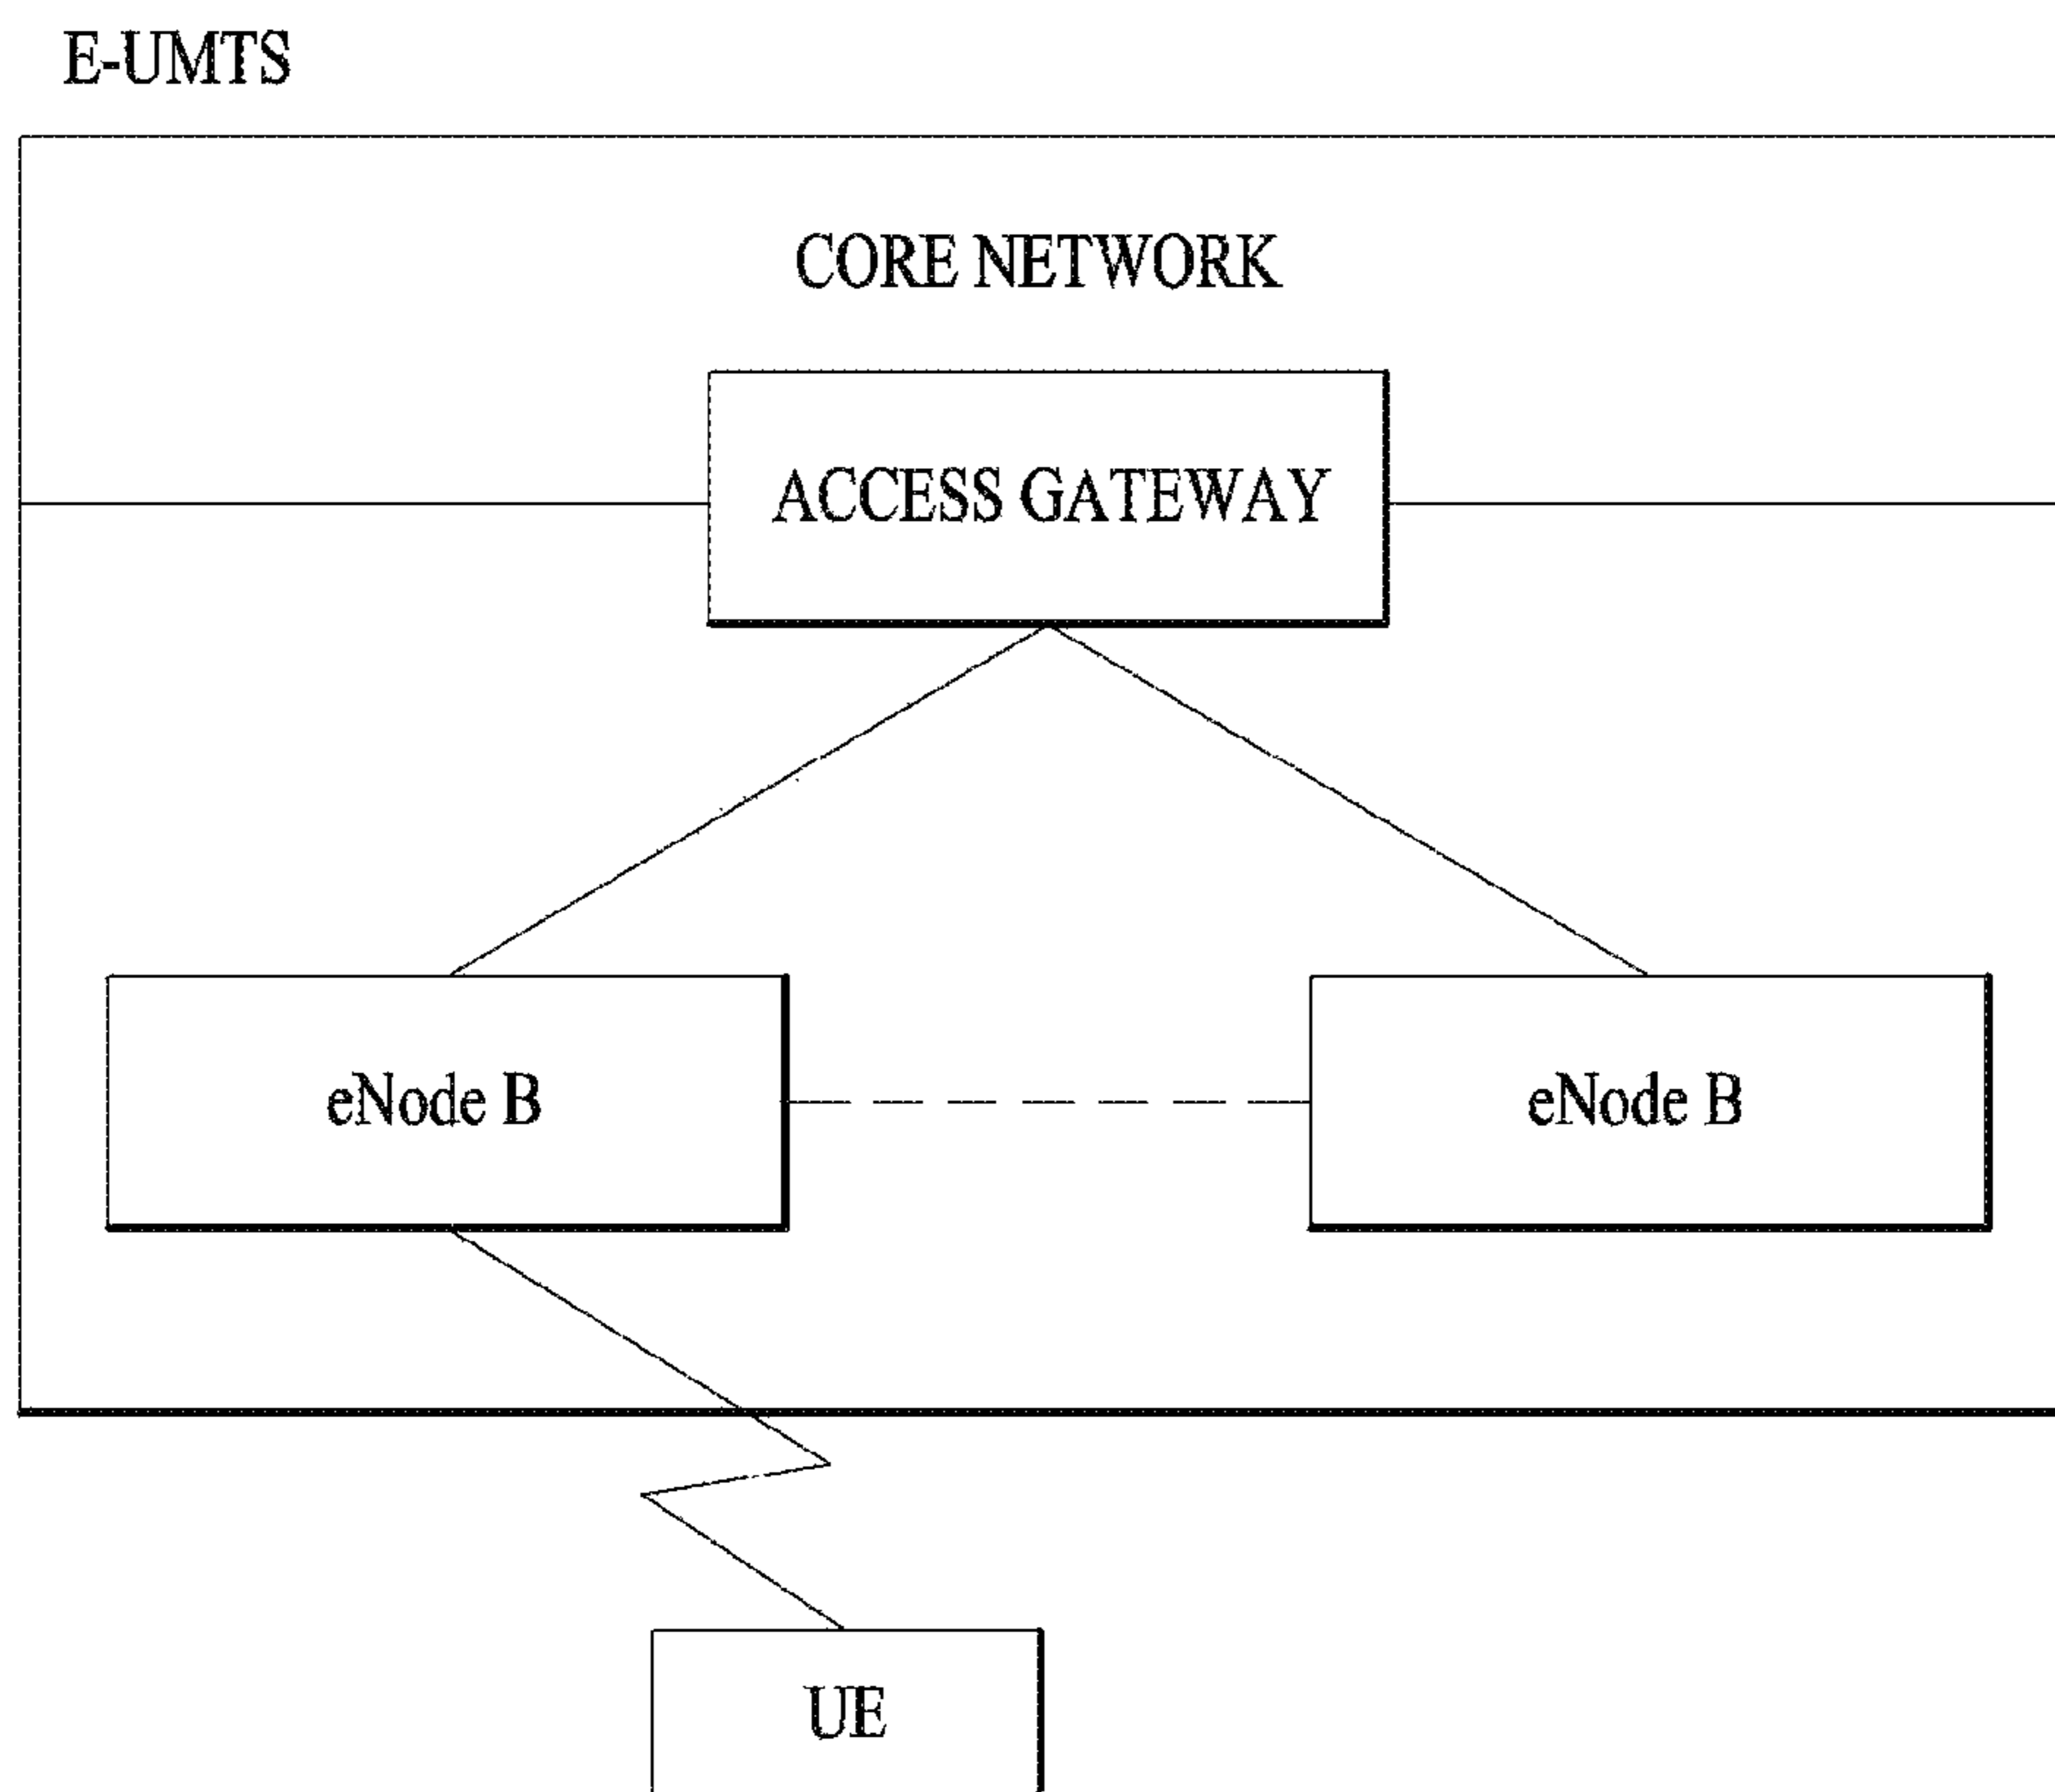 E-UMTS
CORE NETWORK
ACCESS GATEWAY
eNode B
eNode B
UE